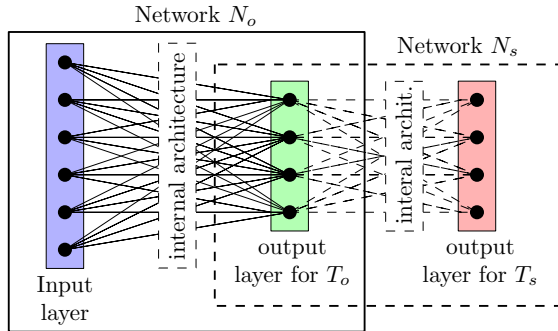 Network N_o
Network N_s
internal architecture
interal archit.
Input
layer
output
layer for T_o
output
layer for T_s